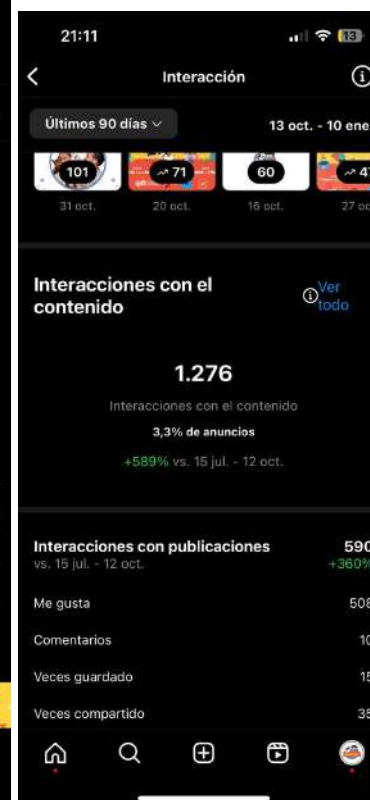 21:11
13
Interacción
Últimos 90 días
13 oct. - 10 ene
101
71
60
47
31 oct.
20 oct.
16 oct.
27 oc
Interacciones con el
contenido
Ver
todo
1.276
Interacciones con el contenido
3,3% de anuncios
+589% vs. 15 jul. - 12 oct.
Interacciones con publicaciones
590
vs. 15 jul. - 12 oct.
+360%
Me gusta
508
Comentarios
10
Veces guardado
15
Veces compartido
35